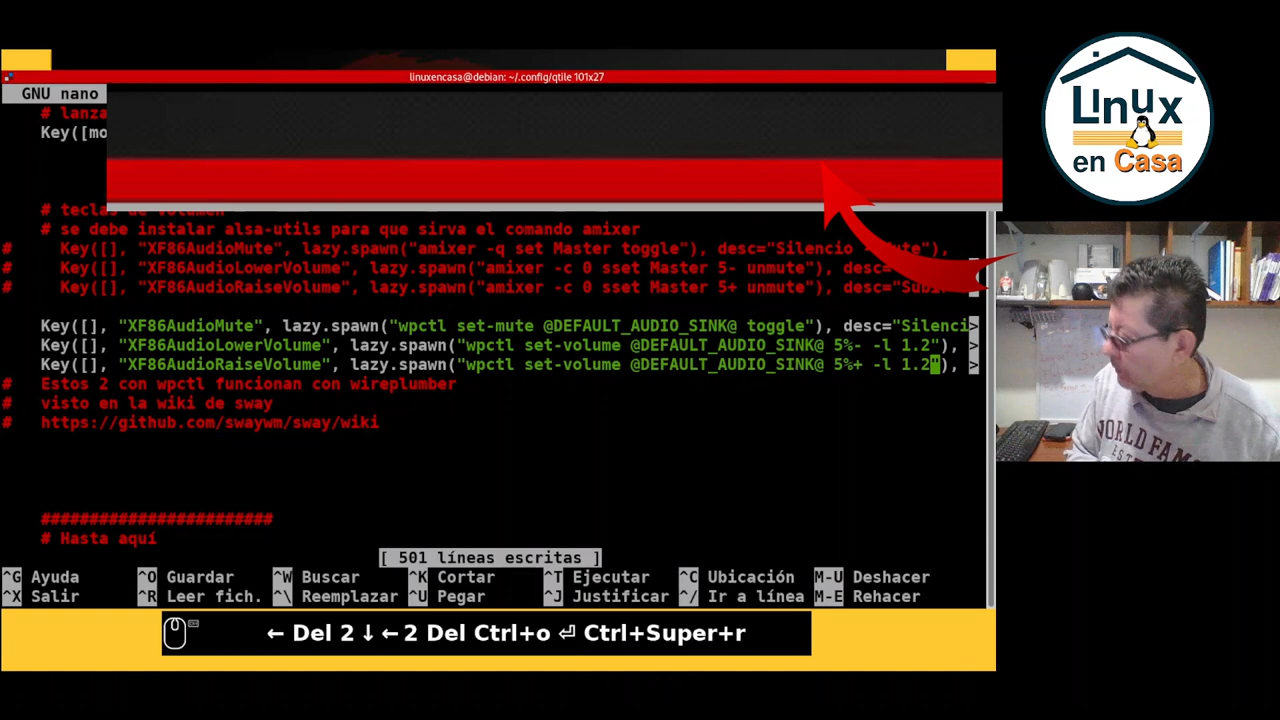 linuxencasa@debian: ~/.config/qtile 101x27
GNU nano
# lanza
Key([mo
# teclas de volumen
# se debe instalar alsa-utils para que sirva el comando amixer
#     Key([], "XF86AudioMute", lazy.spawn("amixer -q set Master toggle"), desc="Silencio Mute"),
#     Key([], "XF86AudioLowerVolume", lazy.spawn("amixer -c 0 sset Master 5- unmute"), desc=
#     Key([], "XF86AudioRaiseVolume", lazy.spawn("amixer -c 0 sset Master 5+ unmute"), desc="Subi
Key([], "XF86AudioMute", lazy.spawn("wpctl set-mute @DEFAULT_AUDIO_SINK@ toggle"), desc="Silenci>
Key([], "XF86AudioLowerVolume", lazy.spawn("wpctl set-volume @DEFAULT_AUDIO_SINK@ 5%- -l 1.2"), >
Key([], "XF86AudioRaiseVolume", lazy.spawn("wpctl set-volume @DEFAULT_AUDIO_SINK@ 5%+ -l 1.2"), >
#   Estos 2 con wpctl funcionan con wireplumber
#   visto en la wiki de sway
#   https://github.com/swaywm/sway/wiki
########################
# Hasta aquí
[ 501 líneas escritas ]
^G Ayuda ^O Guardar ^W Buscar ^K Cortar ^T Ejecutar ^C Ubicación M-U Deshacer
^X Salir ^R Leer fich. ^\ Reemplazar ^U Pegar ^J Justificar ^/ Ir a línea M-E Rehacer
← Del 2 ↓ ← 2 Del Ctrl+o ⏎ Ctrl+Super+r
Linux
en Casa
WORLD FAM
EST